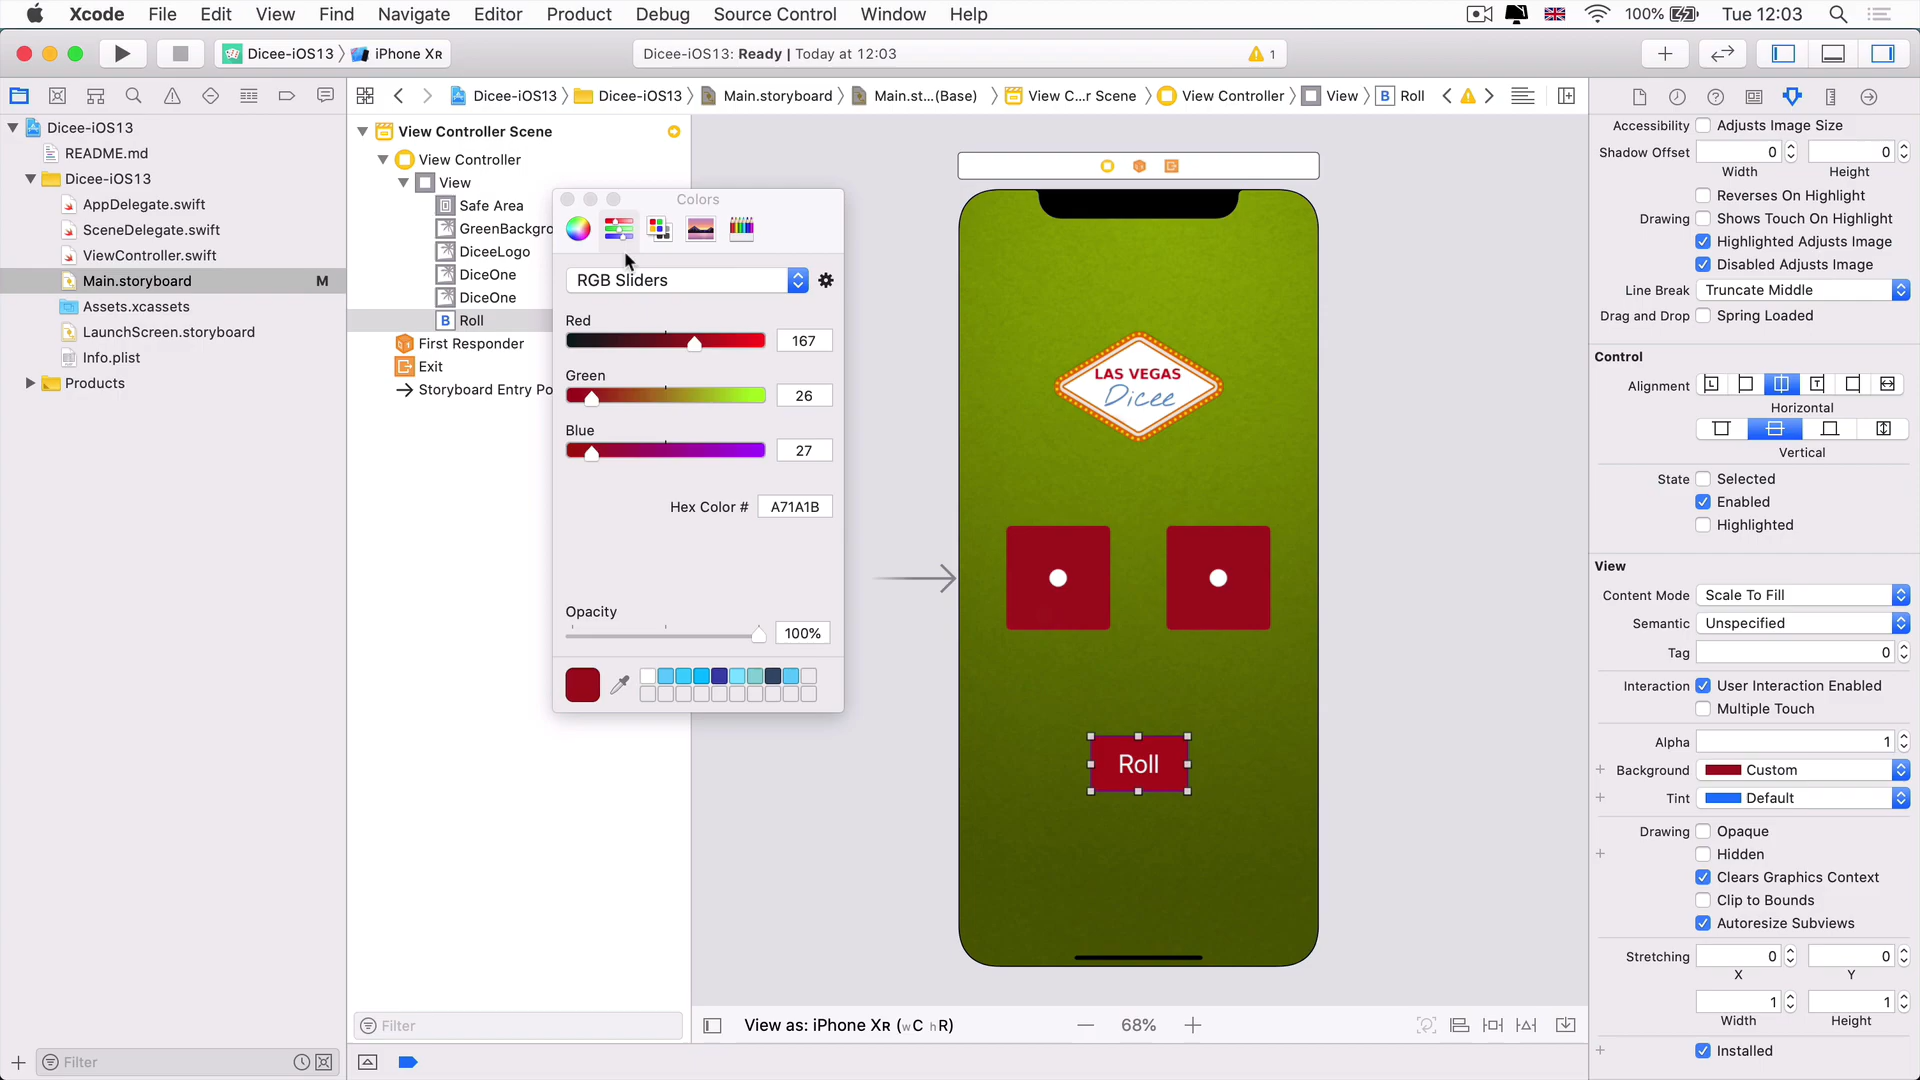 Xcode File Edit View Find Navigate Editor Product Debug Source Control Window Help 100% Tue 12:03
Dicee-iOS13 iPhone XR Dicee-iOS13: Ready | Today at 12:03 1
Dicee-iOS13 Dicee-iOS13 Main.storyboard Main.st...(Base) View C...r Scene View Controller View B Roll
Dicee-iOS13
README.md
Dicee-iOS13
AppDelegate.swift
SceneDelegate.swift
ViewController.swift
Main.storyboard M
Assets.xcassets
LaunchScreen.storyboard
Info.plist
Products
Filter
View Controller Scene
View Controller
View
Safe Area
GreenBackgro
DiceeLogo
DiceOne
DiceOne
B Roll
First Responder
Exit
Storyboard Entry Po
Filter
Colors
RGB Sliders
Red
167
Green
26
Blue
27
Hex Color # A71A1B
Opacity
100%
LAS VEGAS
Dicee
Roll
View as: iPhone XR (wC hR) 68%
Accessibility Adjusts Image Size
Shadow Offset 0 0
Width Height
Reverses On Highlight
Drawing Shows Touch On Highlight
Highlighted Adjusts Image
Disabled Adjusts Image
Line Break Truncate Middle
Drag and Drop Spring Loaded
Control
Alignment L T
Horizontal
Vertical
State Selected
Enabled
Highlighted
View
Content Mode Scale To Fill
Semantic Unspecified
Tag 0
Interaction User Interaction Enabled
Multiple Touch
Alpha 1
Background Custom
Tint Default
Drawing Opaque
Hidden
Clears Graphics Context
Clip to Bounds
Autoresize Subviews
Stretching 0 0
X Y
1 1
Width Height
Installed